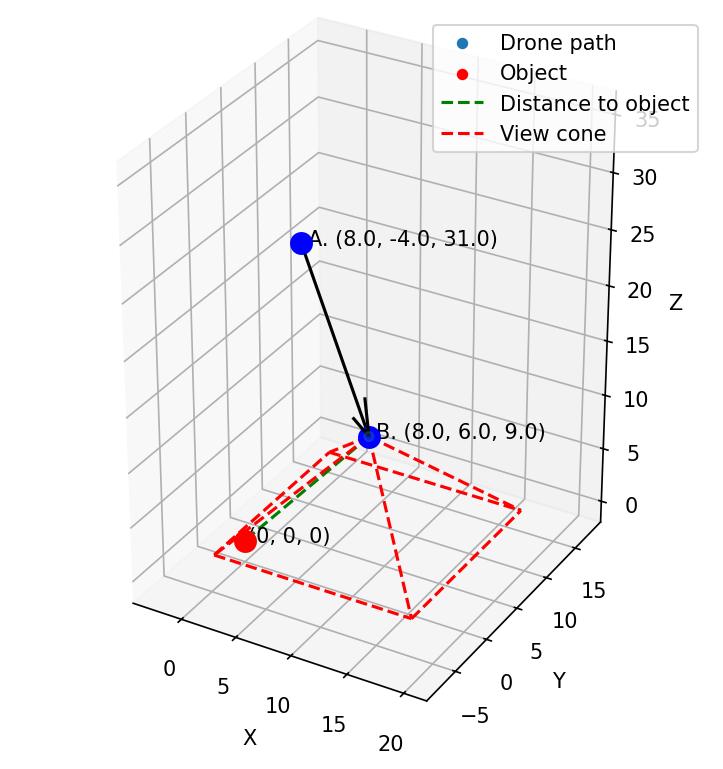 Drone path
Object
Distance to object
View cone
35
30
25
20
15
10
5
0
Z
A. (8.0, -4.0, 31.0)
B. (8.0, 6.0, 9.0)
(0, 0, 0)
15
10
5
0
−5
Y
0
5
10
15
20
X